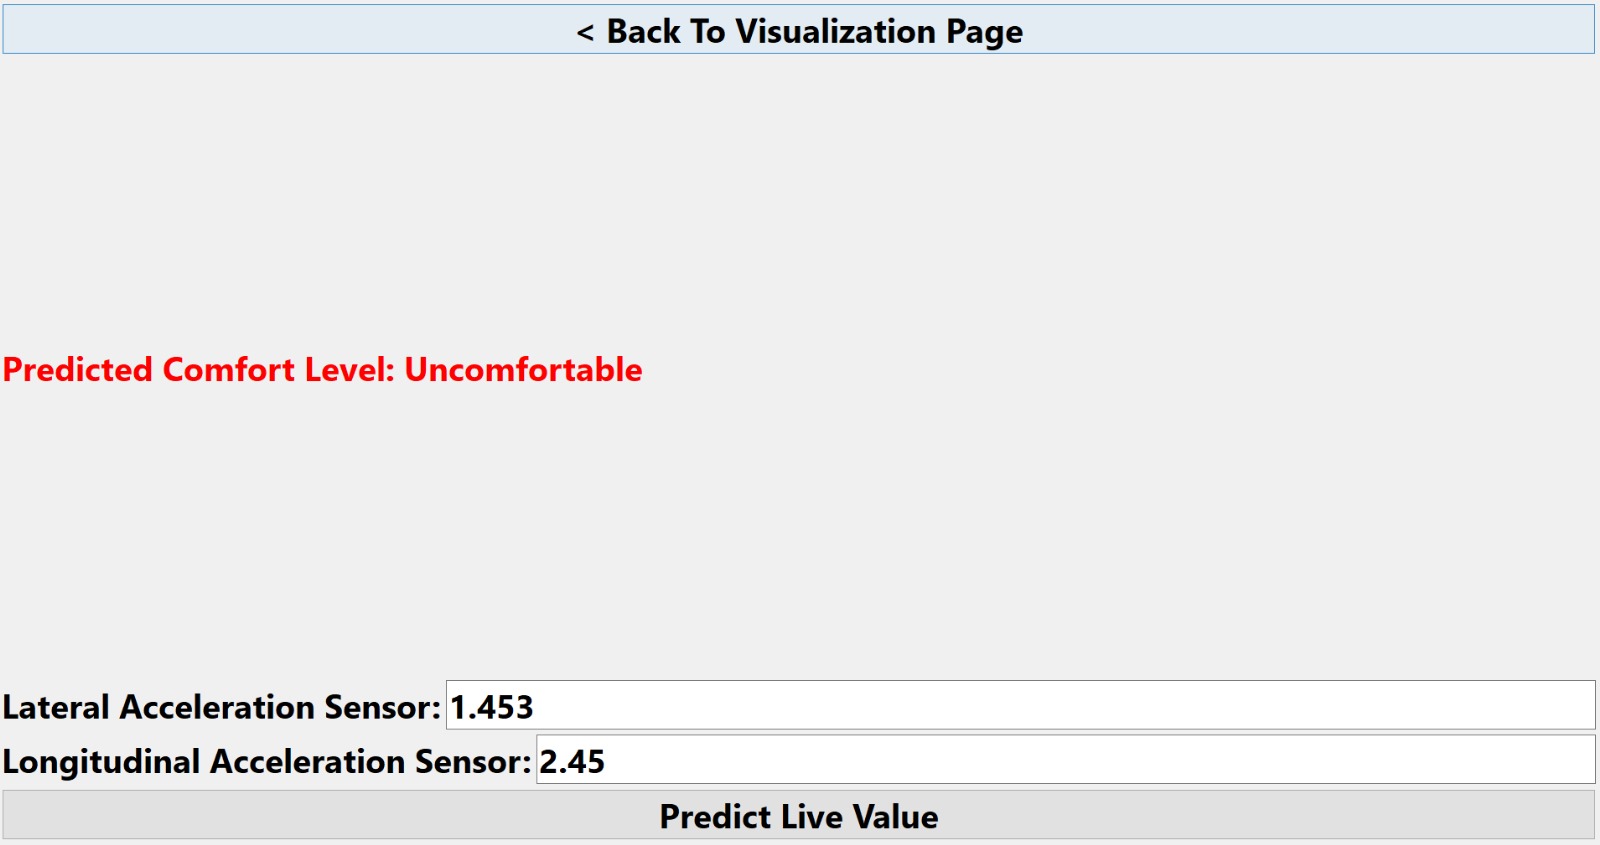 < Back To Visualization Page
Predicted Comfort Level: Uncomfortable
Lateral Acceleration Sensor: 1.453
Longitudinal Acceleration Sensor: 2.45
Predict Live Value